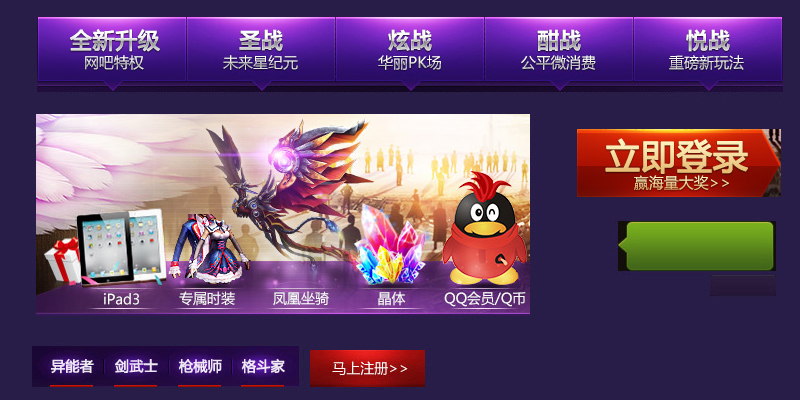 全新升级
网吧特权
圣战
未来星纪元
炫战
华丽PK场
酣战
公平微消费
悦战
重磅新玩法
立即登录
赢海量大奖>>
iPad3
专属时装
凤凰坐骑
晶体
QQ会员/Q币
异能者
剑武士
枪械师
格斗家
马上注册>>